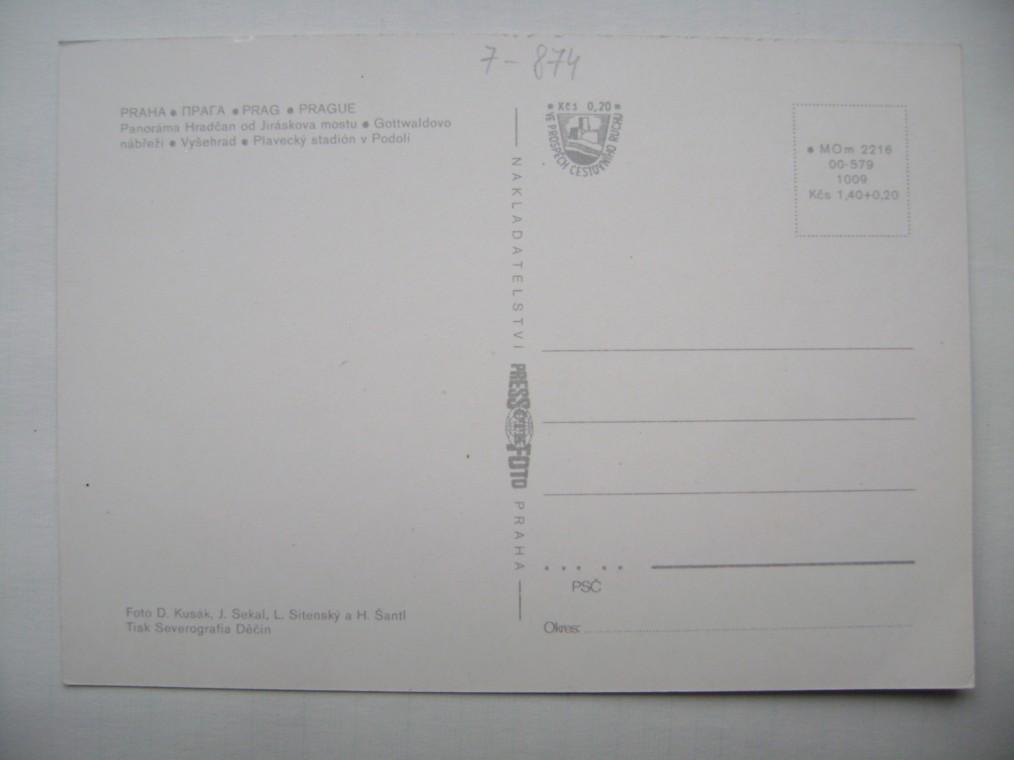 7-874
PRAHA • ПРАГА • PRAG • PRAGUE
Panoráma Hradčan od Jiráskova mostu • Gottwaldovo
nábřeží • Vyšehrad • Plavecký stadión v Podolí
• Kčs 0,20 •
VE PROSPĚCH CESTOVNÍHO RUCHU
• MOm 2216
00-579
1009
Kčs 1,40+0,20
NAKLADATELSTVÍ PRESSFOTO PRAHA
PSČ
Okres:
Foto D. Kusák, J. Sekal, L. Sitenský a H. Šantl
Tisk Severografia Děčín